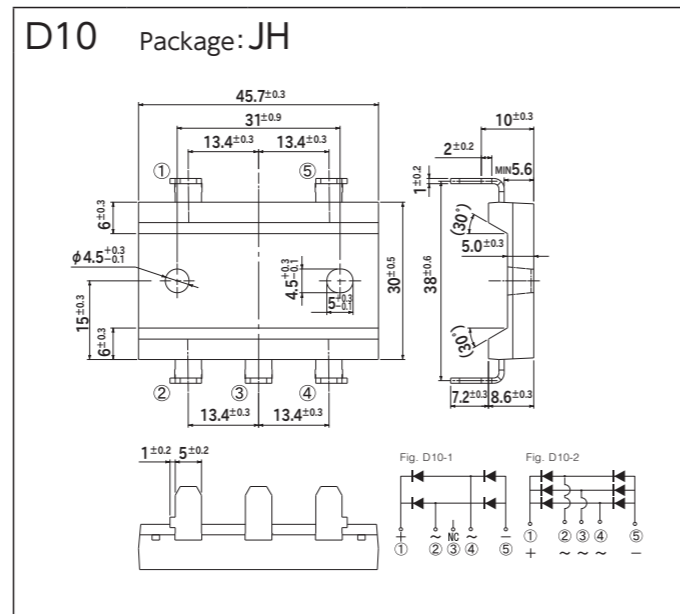 D10 Package: JH
45.7±0.3
31±0.9
13.4±0.3 13.4±0.3
① ⑤
6±0.3
φ4.5+0.3-0.1
4.5+0.3-0.1
5+0.3-0.1
30±0.5
15±0.3
6±0.3
② ③ ④
13.4±0.3 13.4±0.3
10±0.3
2±0.2
MIN5.6
1±0.2
(30°)
5.0±0.3
38±0.6
(30°)
7.2±0.3 8.6±0.3
1±0.2 5±0.2
Fig. D10-1
+ ~ NC ~ −
① ② ③ ④ ⑤
Fig. D10-2
① ② ③ ④ ⑤
+ ~ ~ ~ −